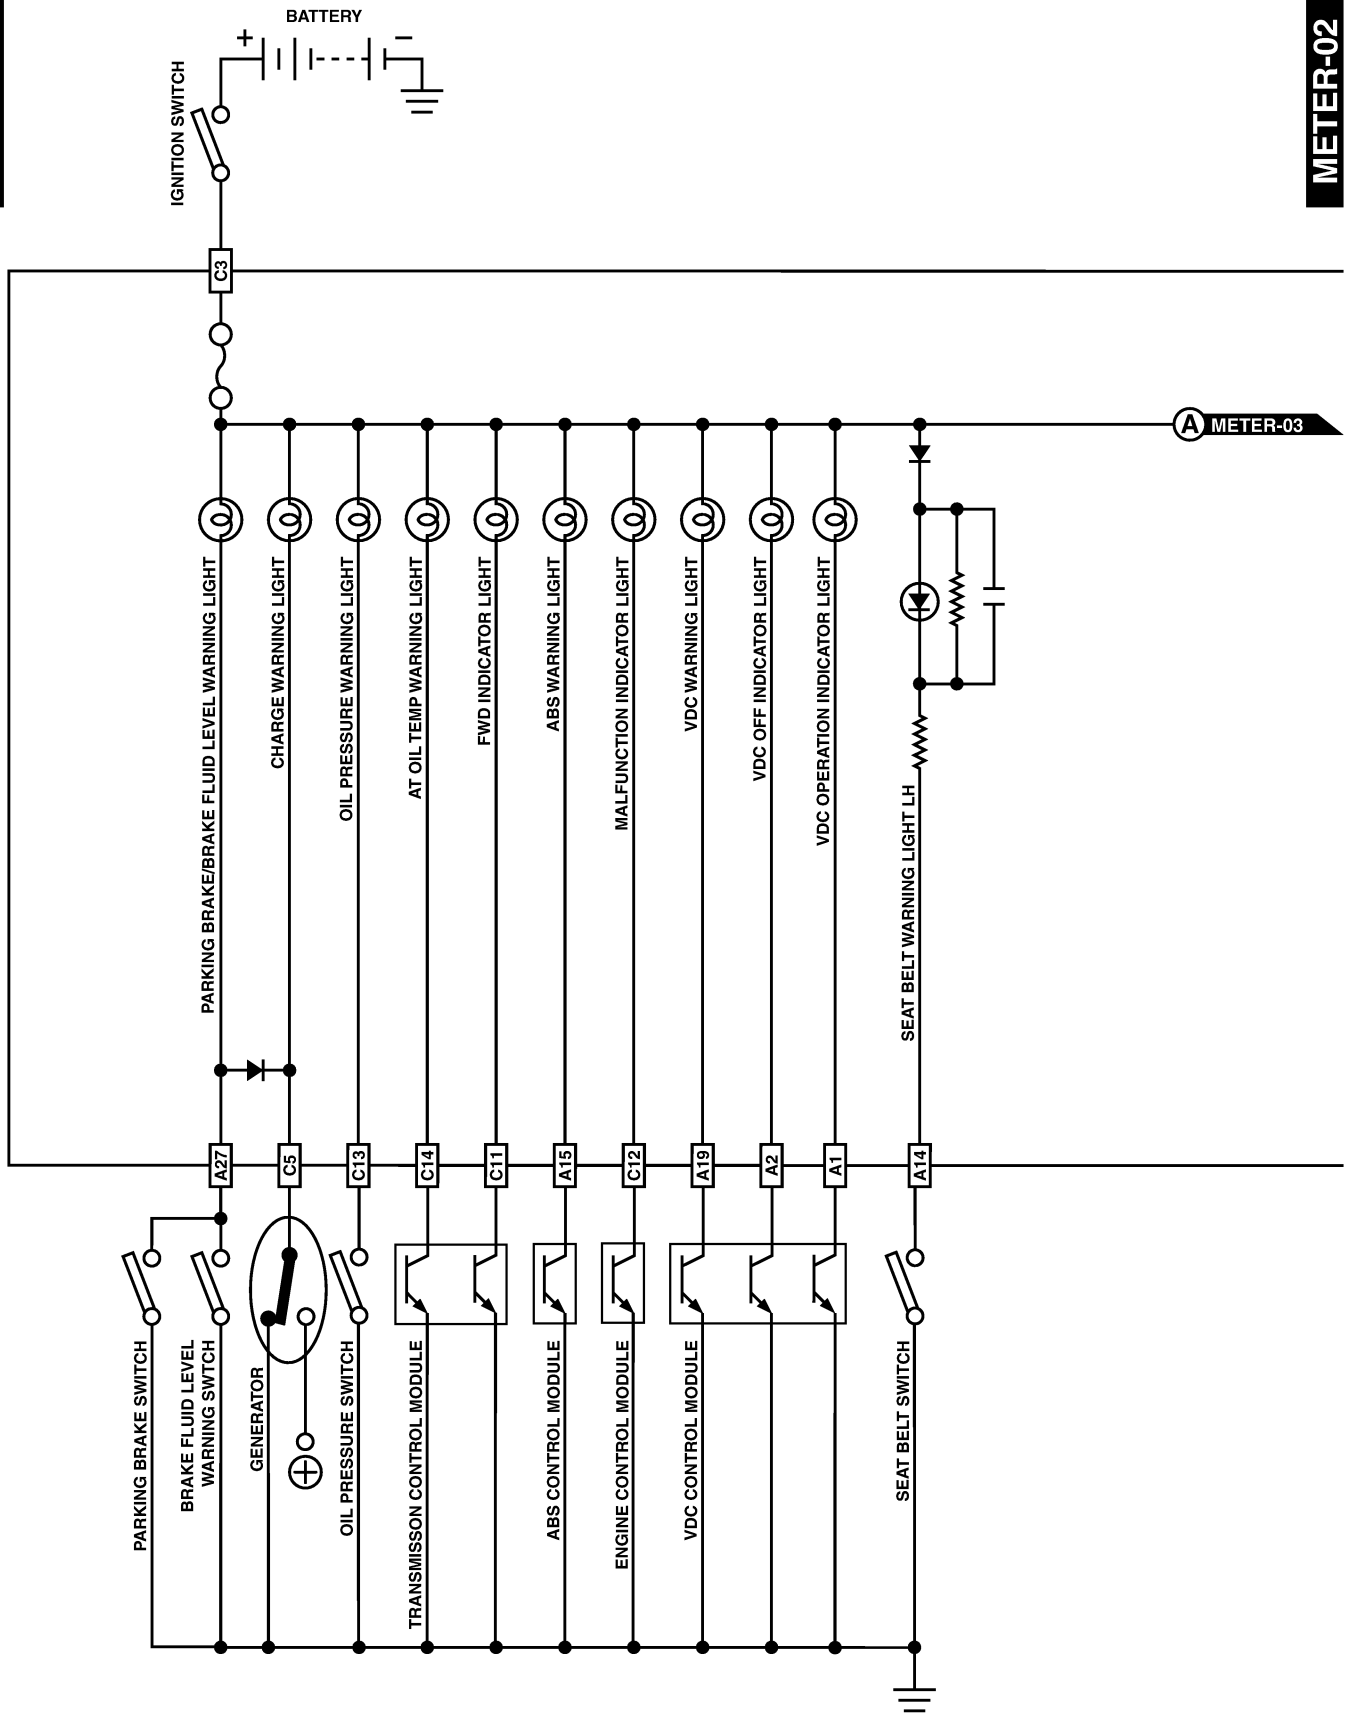 BATTERY
+
−
METER-02
IGNITION SWITCH
C3
A METER-03
PARKING BRAKE/BRAKE FLUID LEVEL WARNING LIGHT
CHARGE WARNING LIGHT
OIL PRESSURE WARNING LIGHT
AT OIL TEMP WARNING LIGHT
FWD INDICATOR LIGHT
ABS WARNING LIGHT
MALFUNCTION INDICATOR LIGHT
VDC WARNING LIGHT
VDC OFF INDICATOR LIGHT
VDC OPERATION INDICATOR LIGHT
SEAT BELT WARNING LIGHT LH
A27
C5
C13
C14
C11
A15
C12
A19
A2
A1
A14
PARKING BRAKE SWITCH
BRAKE FLUID LEVEL
WARNING SWTCH
GENERATOR
+
OIL PRESSURE SWITCH
TRANSMISSON CONTROL MODULE
ABS CONTROL MODULE
ENGINE CONTROL MODULE
VDC CONTROL MODULE
SEAT BELT SWITCH